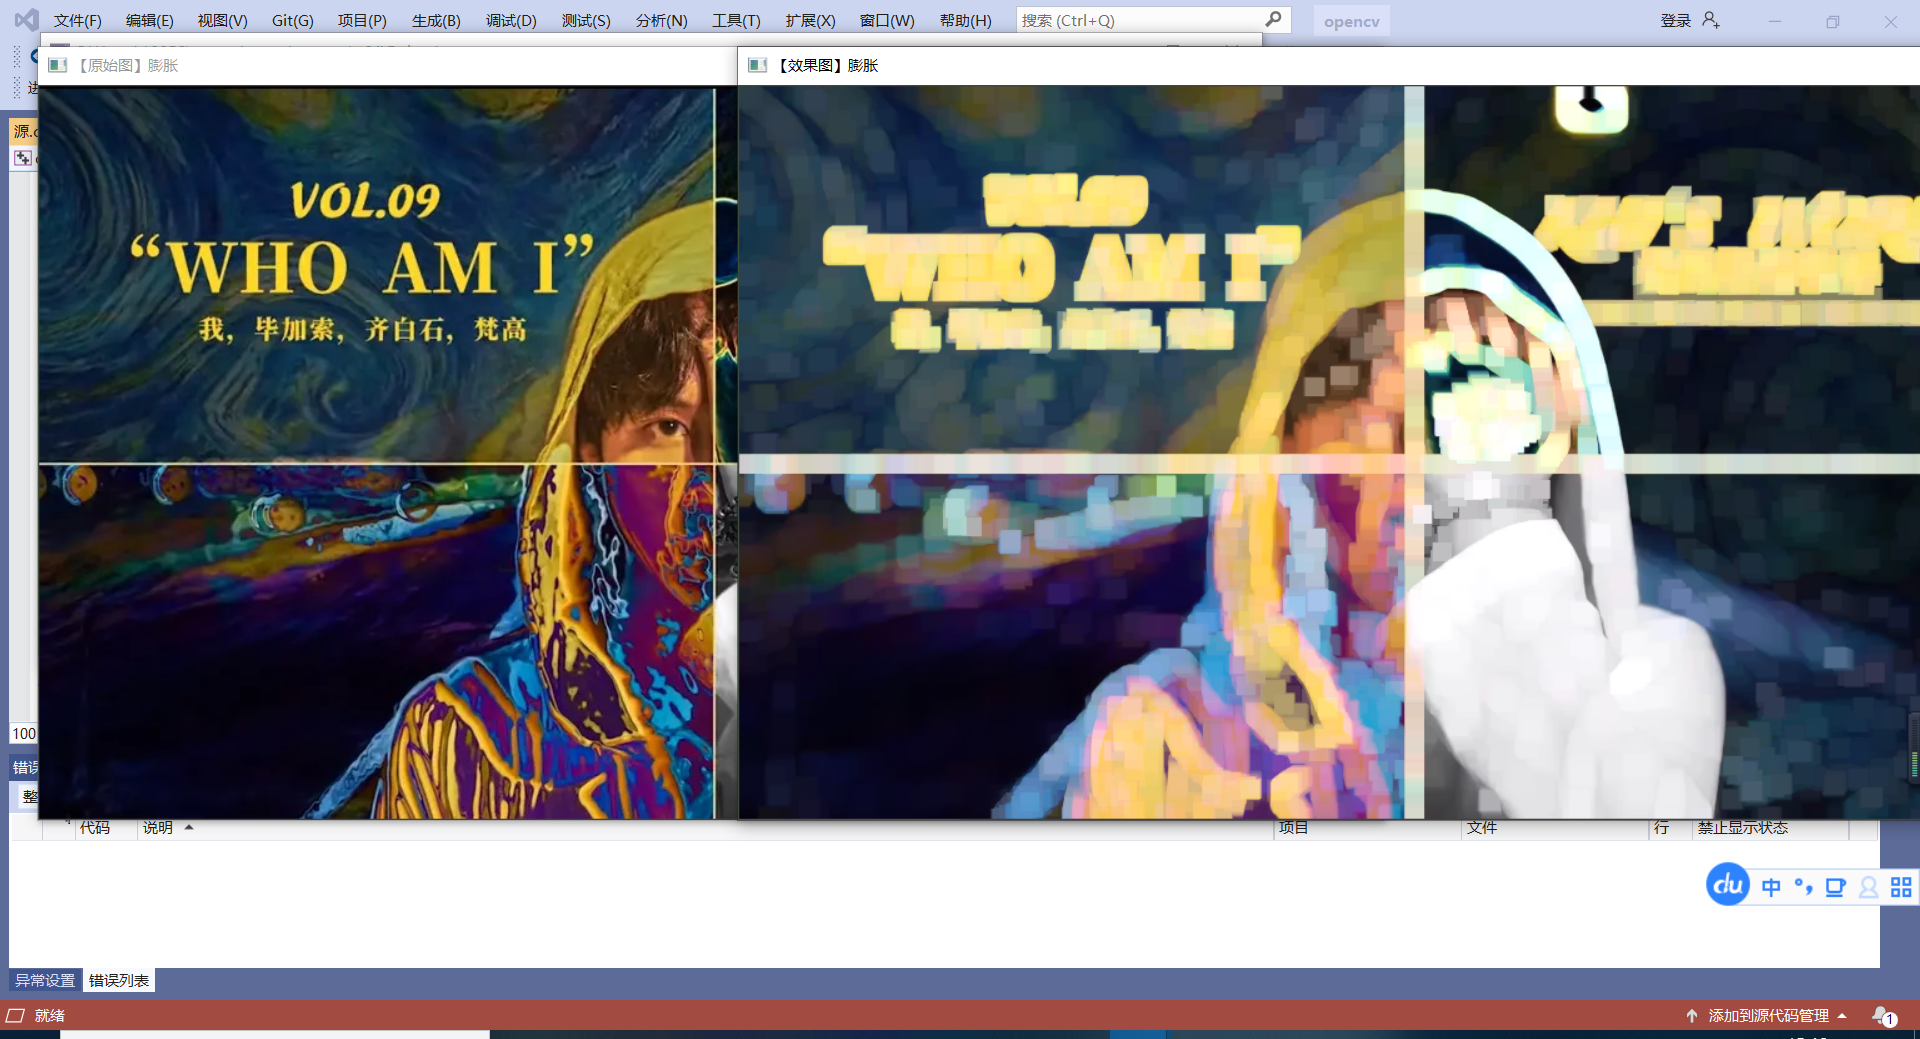 文件(F) 编辑(E) 视图(V) Git(G) 项目(P) 生成(B) 调试(D) 测试(S) 分析(N) 工具(T) 扩展(X) 窗口(W) 帮助(H) 搜索 (Ctrl+Q) opencv 登录
【原始图】膨胀
【效果图】膨胀
源.c
VOL.09
“WHO AM I”
我，毕加索，齐白石，梵高
WHO AM I
100
错误
整
代码 说明 项目 文件 行 禁止显示状态
du 中
异常设置 错误列表
就绪 添加到源代码管理 1